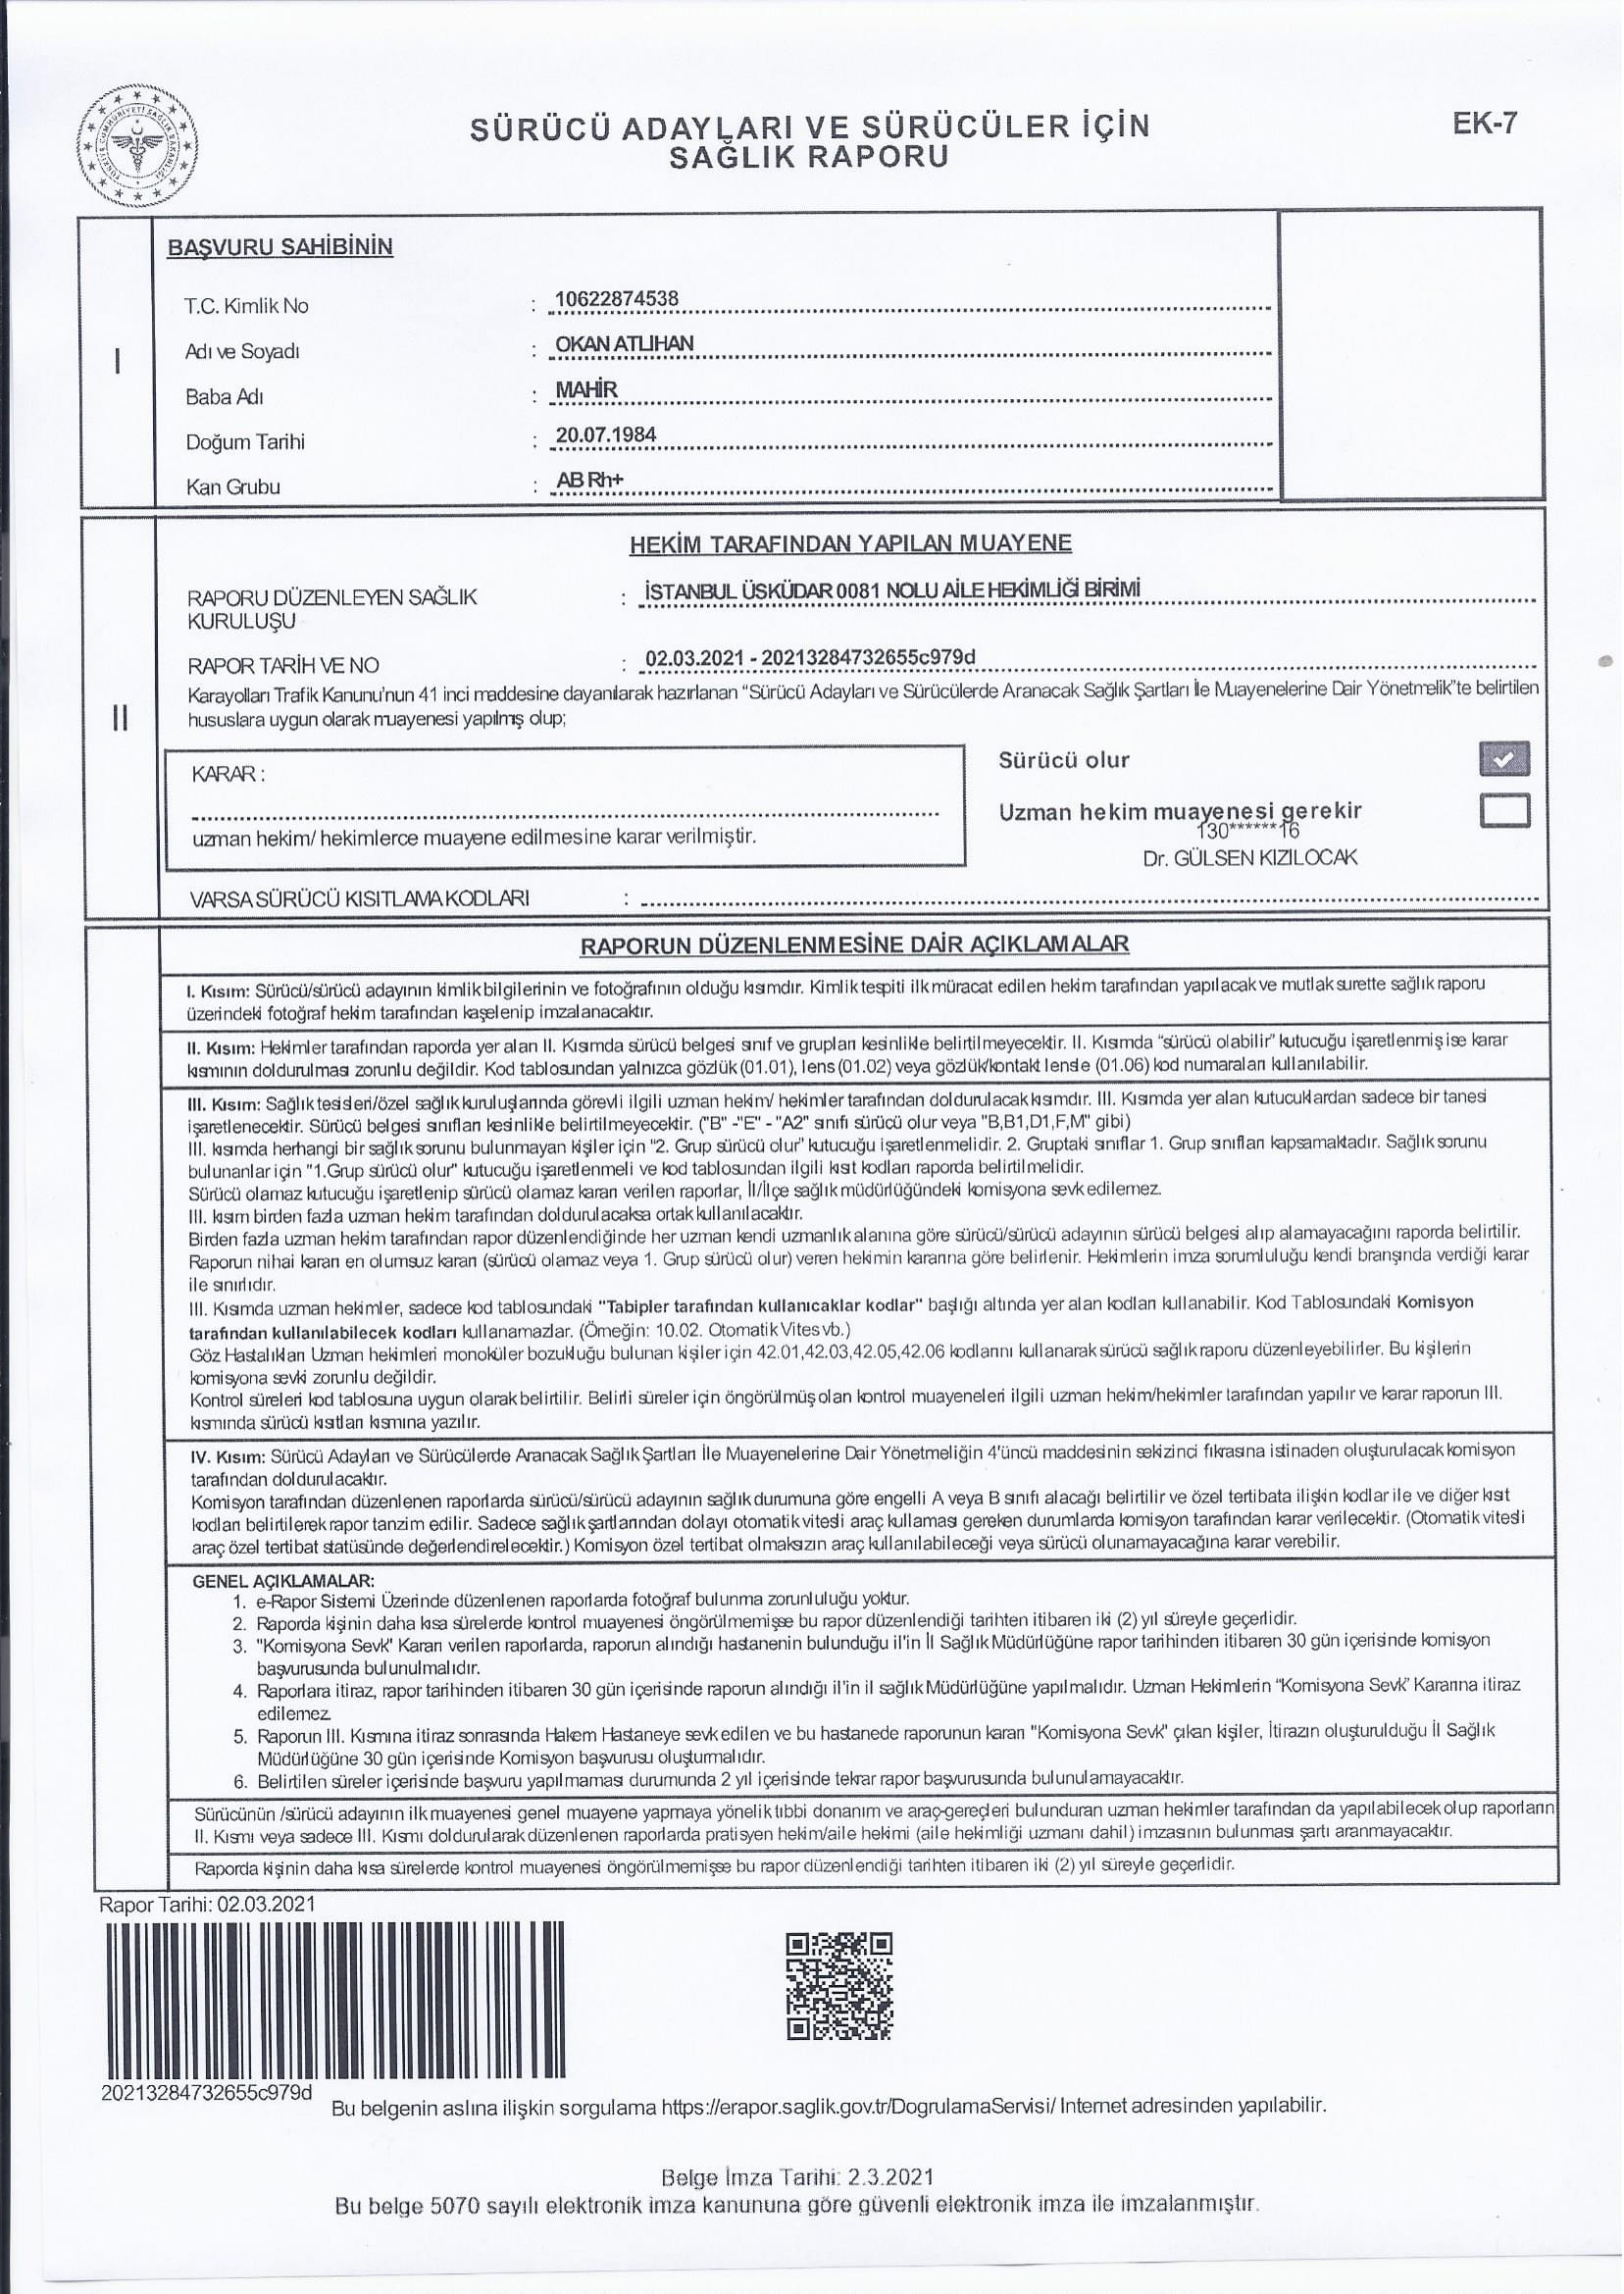 SÜRÜCÜ ADAYLARI VE SÜRÜCÜLER İÇİN
SAĞLIK RAPORU
EK-7
I
BAŞVURU SAHİBİNİN
T.C. Kimlik No : 10622874538
Adı ve Soyadı : OKAN ATLIHAN
Baba Adı : MAHİR
Doğum Tarihi : 20.07.1984
Kan Grubu : AB Rh+
II
HEKİM TARAFINDAN YAPILAN MUAYENE
RAPORU DÜZENLEYEN SAĞLIK : İSTANBUL ÜSKÜDAR 0081 NOLU AİLE HEKİMLİĞİ BİRİMİ
KURULUŞU
RAPOR TARİH VE NO : 02.03.2021 - 20213284732655c979d
Karayolları Trafik Kanunu'nun 41 inci maddesine dayanılarak hazırlanan "Sürücü Adayları ve Sürücülerde Aranacak Sağlık Şartları İle Muayenelerine Dair Yönetmelik"te belirtilen
hususlara uygun olarak muayenesi yapılmış olup;
KARAR :
uzman hekim/ hekimlerce muayene edilmesine karar verilmiştir.
Sürücü olur
Uzman hekim muayenesi gerekir
130******16
Dr. GÜLSEN KIZILOCAK
VARSA SÜRÜCÜ KISITLAMA KODLARI :
RAPORUN DÜZENLENMESİNE DAİR AÇIKLAMALAR
I. Kısım: Sürücü/sürücü adayının kimlik bilgilerinin ve fotoğrafının olduğu kısımdır. Kimlik tespiti ilk müracat edilen hekim tarafından yapılacak ve mutlak surette sağlık raporu
üzerindeki fotoğraf hekim tarafından kaşelenip imzalanacaktır.
II. Kısım: Hekimler tarafından raporda yer alan II. Kısımda sürücü belgesi sınıf ve grupları kesinlikle belirtilmeyecektir. II. Kısımda "sürücü olabilir" kutucuğu işaretlenmiş ise karar
kısmının doldurulması zorunlu değildir. Kod tablosundan yalnızca gözlük (01.01), lens (01.02) veya gözlük/kontakt lensle (01.06) kod numaraları kullanılabilir.
III. Kısım: Sağlık tesisleri/özel sağlık kuruluşlarında görevli ilgili uzman hekim/ hekimler tarafından doldurulacak kısımdır. III. Kısımda yer alan kutucuklardan sadece bir tanesi
işaretlenecektir. Sürücü belgesi sınıfları kesinlikle belirtilmeyecektir. ("B" -"E" - "A2" sınıfı sürücü olur veya "B,B1,D1,F,M" gibi)
III. kısımda herhangi bir sağlık sorunu bulunmayan kişiler için "2. Grup sürücü olur" kutucuğu işaretlenmelidir. 2. Gruptaki sınıflar 1. Grup sınıfları kapsamaktadır. Sağlık sorunu
bulunanlar için "1.Grup sürücü olur" kutucuğu işaretlenmeli ve kod tablosundan ilgili kısıt kodları raporda belirtilmelidir.
Sürücü olamaz kutucuğu işaretlenip sürücü olamaz kararı verilen raporlar, İl/İlçe sağlık müdürlüğündeki komisyona sevk edilemez.
III. kısım birden fazla uzman hekim tarafından doldurulacaksa ortak kullanılacaktır.
Birden fazla uzman hekim tarafından rapor düzenlendiğinde her uzman kendi uzmanlık alanına göre sürücü/sürücü adayının sürücü belgesi alıp alamayacağını raporda belirtilir.
Raporun nihai kararı en olumsuz kararı (sürücü olamaz veya 1. Grup sürücü olur) veren hekimin kararına göre belirlenir. Hekimlerin imza sorumluluğu kendi branşında verdiği karar
ile sınırlıdır.
III. Kısımda uzman hekimler, sadece kod tablosundaki "Tabipler tarafından kullanıcaklar kodlar" başlığı altında yer alan kodları kullanabilir. Kod Tablosundaki Komisyon
tarafından kullanılabilecek kodları kullanamazlar. (Örneğin: 10.02. Otomatik Vites vb.)
Göz Hastalıkları Uzman hekimleri monoküler bozukluğu bulunan kişiler için 42.01,42.03,42.05,42.06 kodlarını kullanarak sürücü sağlık raporu düzenleyebilirler. Bu kişilerin
komisyona sevki zorunlu değildir.
Kontrol süreleri kod tablosuna uygun olarak belirtilir. Belirli süreler için öngörülmüş olan kontrol muayeneleri ilgili uzman hekim/hekimler tarafından yapılır ve karar raporun III.
kısmında sürücü kısıtları kısmına yazılır.
IV. Kısım: Sürücü Adayları ve Sürücülerde Aranacak Sağlık Şartları İle Muayenelerine Dair Yönetmeliğin 4'üncü maddesinin sekizinci fıkrasına istinaden oluşturulacak komisyon
tarafından doldurulacaktır.
Komisyon tarafından düzenlenen raporlarda sürücü/sürücü adayının sağlık durumuna göre engelli A veya B sınıfı alacağı belirtilir ve özel tertibata ilişkin kodlar ile ve diğer kısıt
kodları belirtilerek rapor tanzim edilir. Sadece sağlık şartlarından dolayı otomatik vitesli araç kullaması gereken durumlarda komisyon tarafından karar verilecektir. (Otomatik vitesli
araç özel tertibat statüsünde değerlendirelecektir.) Komisyon özel tertibat olmaksızın araç kullanılabileceği veya sürücü olunamayacağına karar verebilir.
GENEL AÇIKLAMALAR:
1. e-Rapor Sistemi Üzerinde düzenlenen raporlarda fotoğraf bulunma zorunluluğu yoktur.
2. Raporda kişinin daha kısa sürelerde kontrol muayenesi öngörülmemişse bu rapor düzenlendiği tarihten itibaren iki (2) yıl süreyle geçerlidir.
3. "Komisyona Sevk" Kararı verilen raporlarda, raporun alındığı hastanenin bulunduğu il'in İl Sağlık Müdürlüğüne rapor tarihinden itibaren 30 gün içerisinde komisyon
başvurusunda bulunulmalıdır.
4. Raporlara itiraz, rapor tarihinden itibaren 30 gün içerisinde raporun alındığı il'in il sağlık Müdürlüğüne yapılmalıdır. Uzman Hekimlerin "Komisyona Sevk" Kararına itiraz
edilemez.
5. Raporun III. Kısmına itiraz sonrasında Hakem Hastaneye sevk edilen ve bu hastanede raporunun kararı "Komisyona Sevk" çıkan kişiler, İtirazın oluşturulduğu İl Sağlık
Müdürlüğüne 30 gün içerisinde Komisyon başvurusu oluşturmalıdır.
6. Belirtilen süreler içerisinde başvuru yapılmaması durumunda 2 yıl içerisinde tekrar rapor başvurusunda bulunulamayacaktır.
Sürücünün /sürücü adayının ilk muayenesi genel muayene yapmaya yönelik tıbbi donanım ve araç-gereçleri bulunduran uzman hekimler tarafından da yapılabilecek olup raporların
II. Kısmı veya sadece III. Kısmı doldurularak düzenlenen raporlarda pratisyen hekim/aile hekimi (aile hekimliği uzmanı dahil) imzasının bulunması şartı aranmayacaktır.
Raporda kişinin daha kısa sürelerde kontrol muayenesi öngörülmemişse bu rapor düzenlendiği tarihten itibaren iki (2) yıl süreyle geçerlidir.
Rapor Tarihi: 02.03.2021
20213284732655c979d
Bu belgenin aslına ilişkin sorgulama https://erapor.saglik.gov.tr/DogrulamaServisi/ Internet adresinden yapılabilir.
Belge İmza Tarihi: 2.3.2021
Bu belge 5070 sayılı elektronik imza kanununa göre güvenli elektronik imza ile imzalanmıştır.